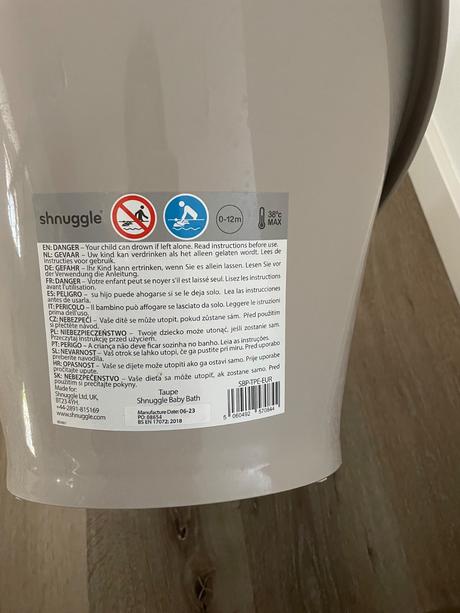 shnuggle®
0-12m
38°c
MAX
EN: DANGER – Your child can drown if left alone. Read instructions before use.
NL: GEVAAR – Uw kind kan verdrinken als het alleen gelaten wordt. Lees de
instructies voor gebruik.
DE: GEFAHR – Ihr Kind kann ertrinken, wenn Sie es allein lassen. Lesen Sie vor
der Verwendung die Anleitung.
FR: DANGER – Votre enfant peut se noyer s'il est laissé seul. Lisez les instructions
avant l'utilisation.
ES: PELIGRO – su hijo puede ahogarse si se le deja solo. Lea las instrucciones
antes de usarla.
IT: PERICOLO – Il bambino può affogare se lasciato da solo. Leggere le istruzioni
prima dell'uso.
CZ: NEBEZPEČÍ – Vaše dítě se může utopit, pokud zůstane sám. Před použitím
si přečtěte návod.
PL: NIEBEZPIECZEŃSTWO – Twoje dziecko może utonąć, jeśli zostanie sam.
Przeczytaj instrukcję przed użyciem.
PT: PERIGO – A criança não deve ficar sozinha no banho. Leia as instruções.
SL: NEVARNOST – Vaš otrok se lahko utopi, če ga pustite pri miru. Pred uporabo
preberite navodila.
HR: OPASNOST – Vaše se dijete može utopiti ako ga ostavi samo. Prije uporabe
pročitajte upute.
SK: NEBEZPEČENSTVO – Vaše dieťa sa môže utopiť, ak zostane sám. Pred
použitím si prečítajte pokyny.
Made for:
Shnuggle Ltd, UK,
BT23 4YH.
+44-2891-815169
www.shnuggle.com
Taupe
Shnuggle Baby Bath
Manufacture Date: 06-23
PO: 08654
BS EN 17072: 2018
SBP-TPE-EUR
5 060492 570844